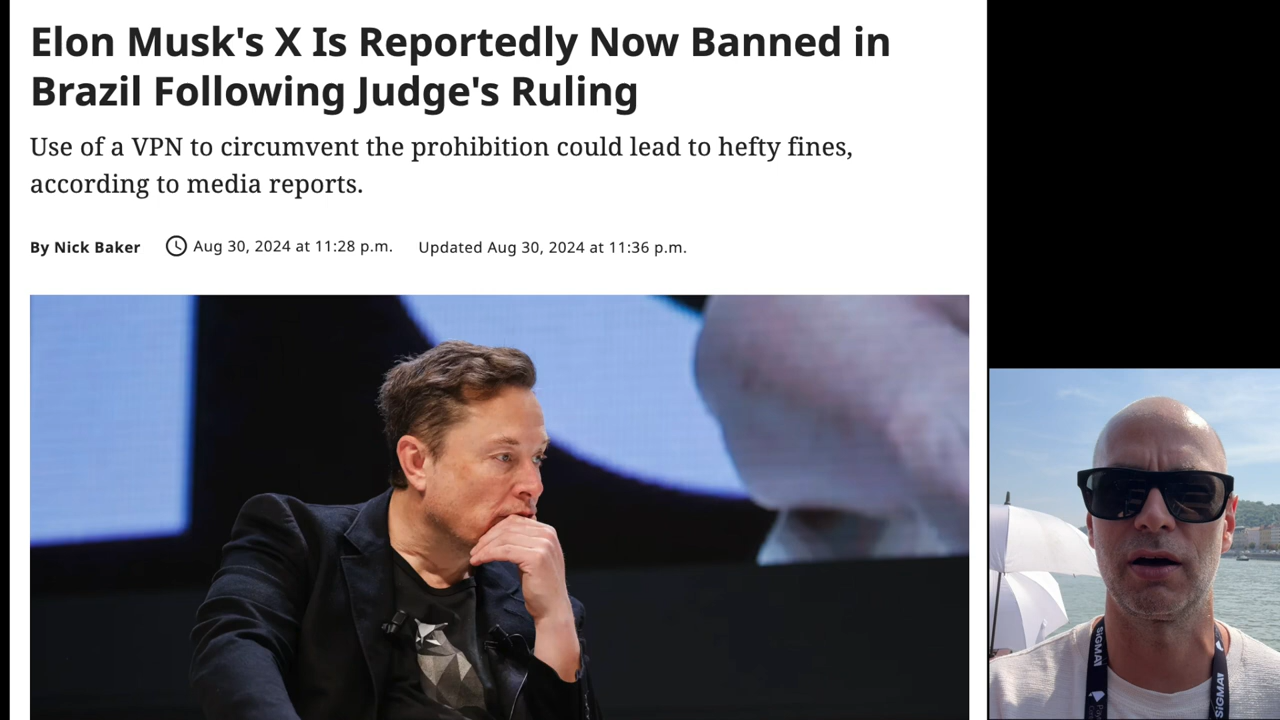 Elon Musk's X Is Reportedly Now Banned in
Brazil Following Judge's Ruling
Use of a VPN to circumvent the prohibition could lead to hefty fines,
according to media reports.
By Nick Baker Aug 30, 2024 at 11:28 p.m. Updated Aug 30, 2024 at 11:36 p.m.
SiGMA
SiGMA